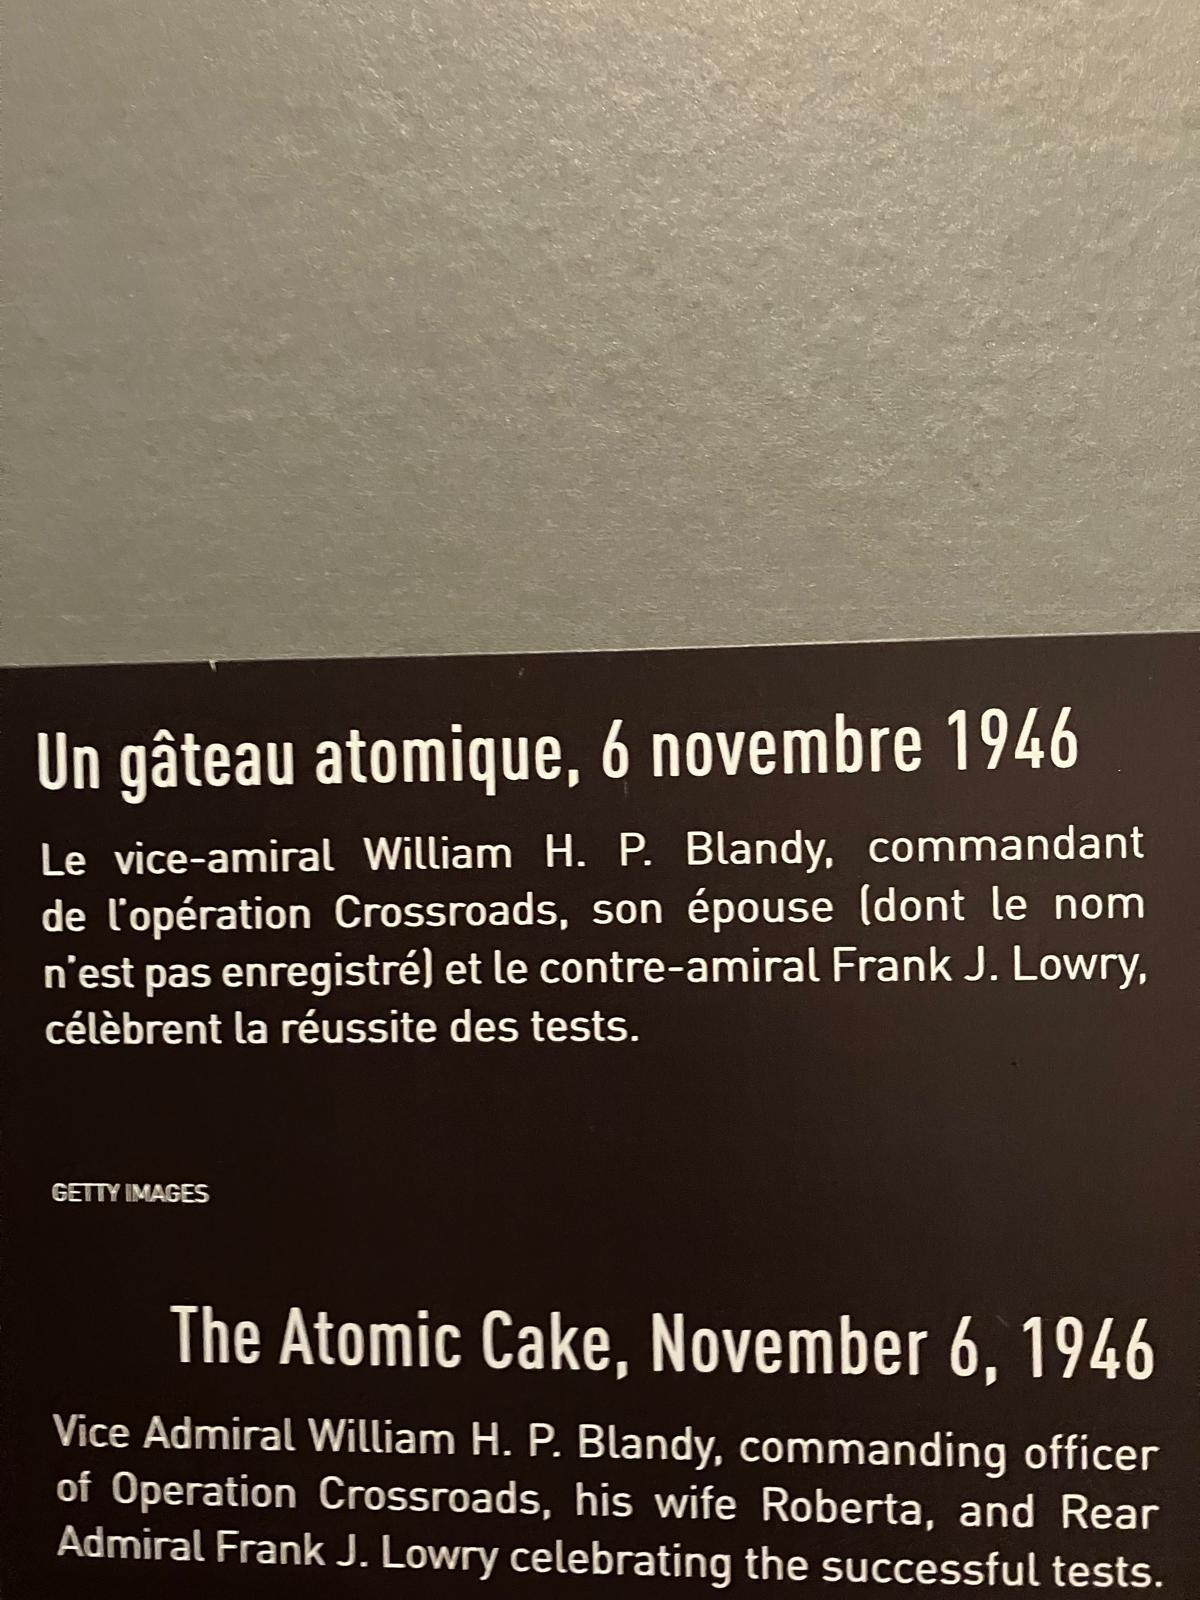 Un gâteau atomique, 6 novembre 1946
Le vice-amiral William H. P. Blandy, commandant
de l'opération Crossroads, son épouse (dont le nom
n'est pas enregistré) et le contre-amiral Frank J. Lowry,
célèbrent la réussite des tests.
GETTY IMAGES
The Atomic Cake, November 6, 1946
Vice Admiral William H. P. Blandy, commanding officer
of Operation Crossroads, his wife Roberta, and Rear
Admiral Frank J. Lowry celebrating the successful tests.